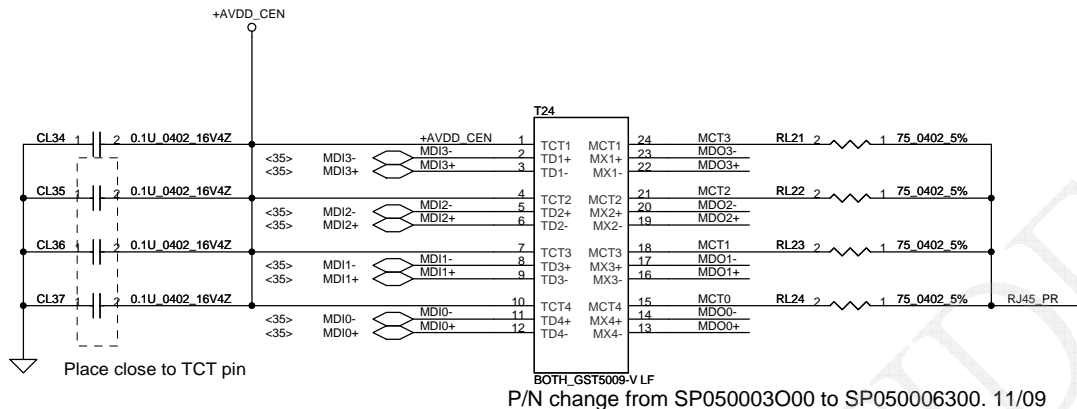 +AVDD_CEN
T24
CL34 1 2 0.1U_0402_16V4Z +AVDD_CEN 1 TCT1 MCT1 24 MCT3 RL21 2 1 75_0402_5%
<35> MDI3- MDI3- 2 TD1+ MX1+ 23 MDO3-
<35> MDI3+ MDI3+ 3 TD1- MX1- 22 MDO3+
CL35 1 2 0.1U_0402_16V4Z 4 TCT2 MCT2 21 MCT2 RL22 2 1 75_0402_5%
<35> MDI2- MDI2- 5 TD2+ MX2+ 20 MDO2-
<35> MDI2+ MDI2+ 6 TD2- MX2- 19 MDO2+
CL36 1 2 0.1U_0402_16V4Z 7 TCT3 MCT3 18 MCT1 RL23 2 1 75_0402_5%
<35> MDI1- MDI1- 8 TD3+ MX3+ 17 MDO1-
<35> MDI1+ MDI1+ 9 TD3- MX3- 16 MDO1+
CL37 1 2 0.1U_0402_16V4Z 10 TCT4 MCT4 15 MCT0 RL24 2 1 75_0402_5% RJ45_PR
<35> MDI0- MDI0- 11 TD4+ MX4+ 14 MDO0-
<35> MDI0+ MDI0+ 12 TD4- MX4- 13 MDO0+
Place close to TCT pin
BOTH_GST5009-V LF
P/N change from SP050003O00 to SP050006300. 11/09